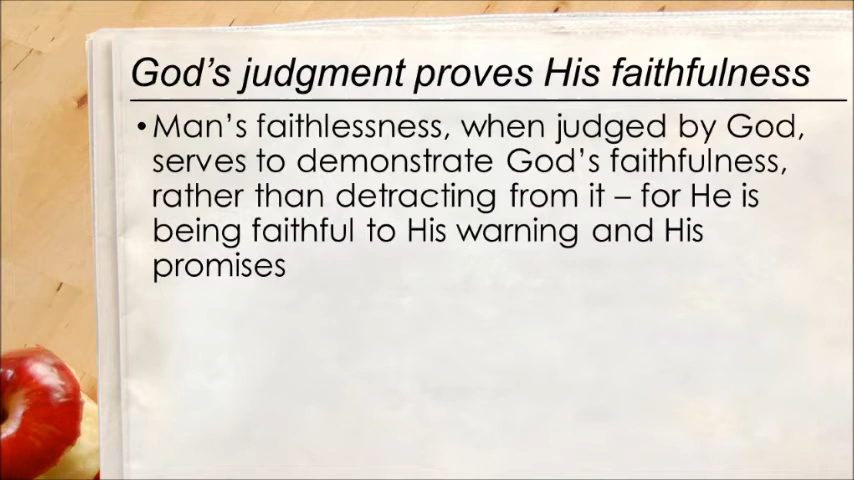 God’s judgment proves His faithfulness
• Man’s faithlessness, when judged by God,
serves to demonstrate God’s faithfulness,
rather than detracting from it – for He is
being faithful to His warning and His
promises